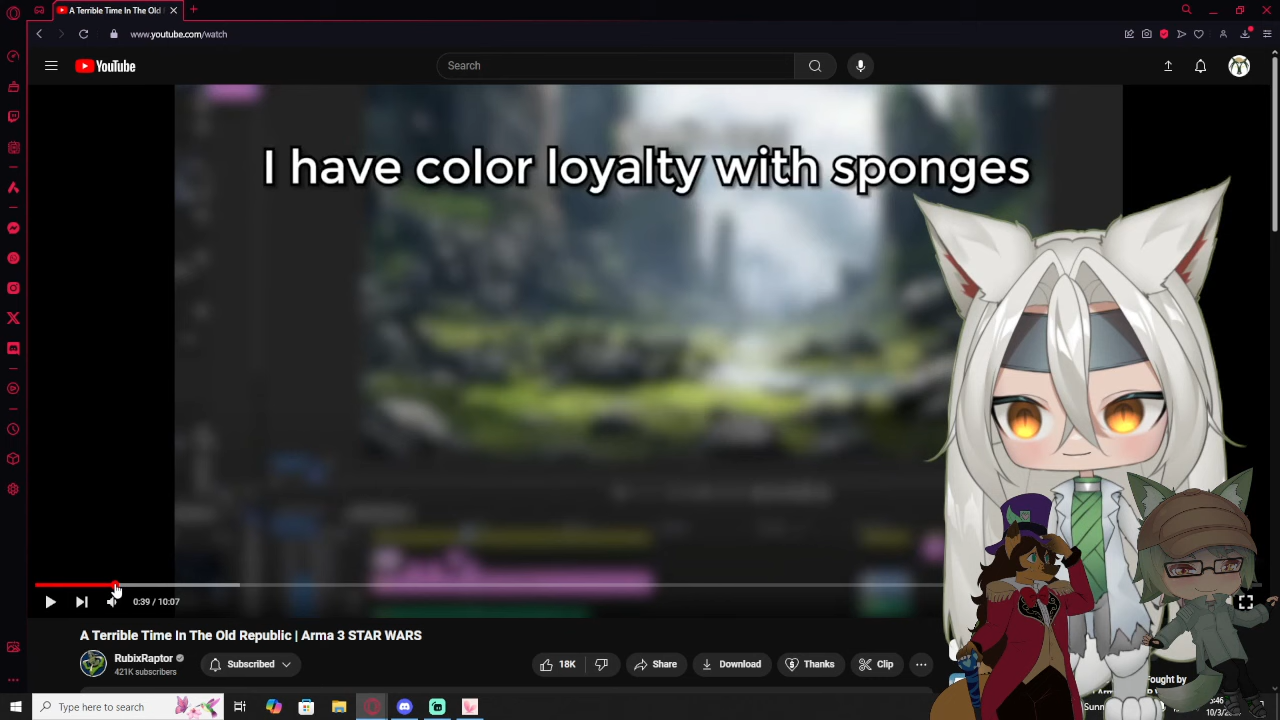 A Terrible Time In The Old
www.youtube.com/watch
YouTube
Search
I have color loyalty with sponges
0:39 / 10:07
A Terrible Time In The Old Republic | Arma 3 STAR WARS
RubixRaptor
421K subscribers
Subscribed
18K
Share
Download
Thanks
Clip
Fought by
Type here to search